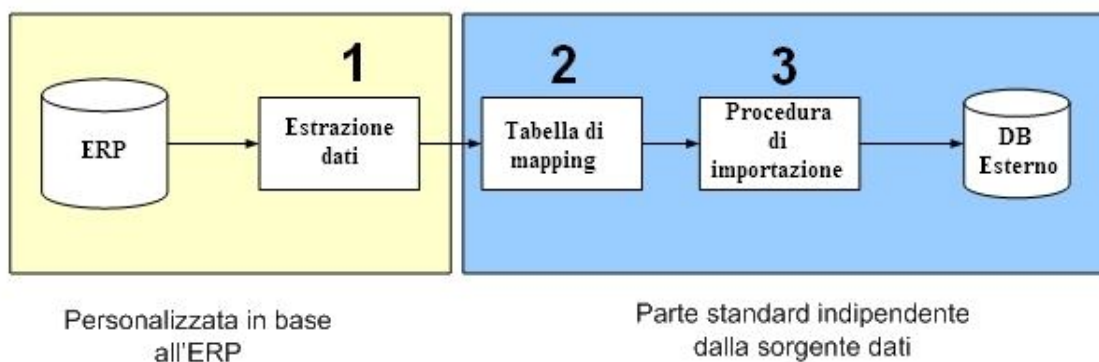 1
2
3
ERP
Estrazione
dati
Tabella di
mapping
Procedura
di
importazione
DB
Esterno
Personalizzata in base
all'ERP
Parte standard indipendente
dalla sorgente dati